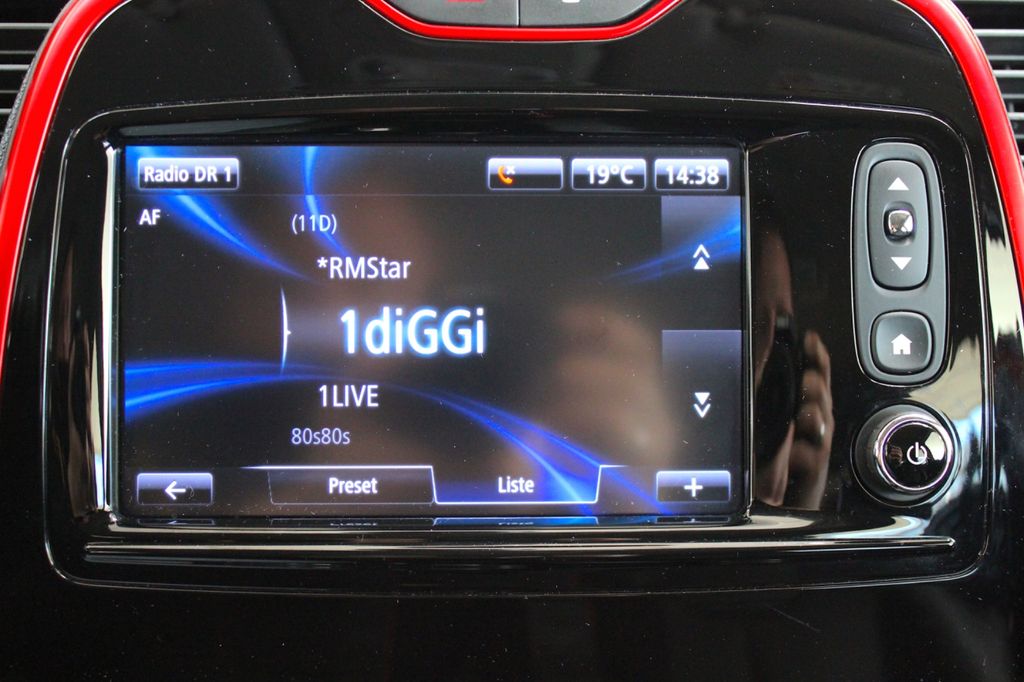 Radio DR 1
19°C
14:38
AF
(11D)
*RMStar
1diGGi
1LIVE
80s80s
Preset
Liste